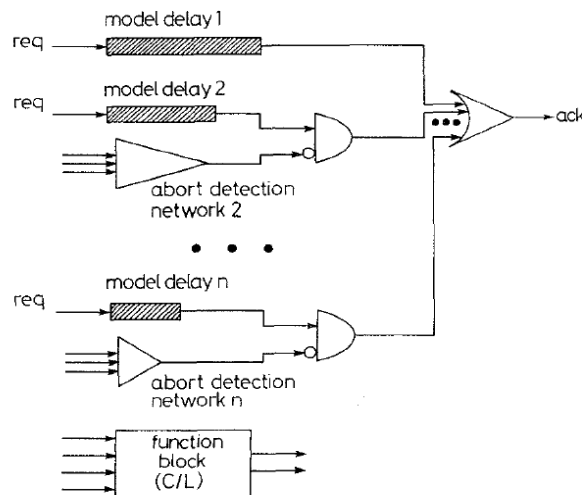 model delay 1
req
ack
model delay 2
req
abort detection
network 2
model delay n
req
abort detection
network n
function
block
(C/L)